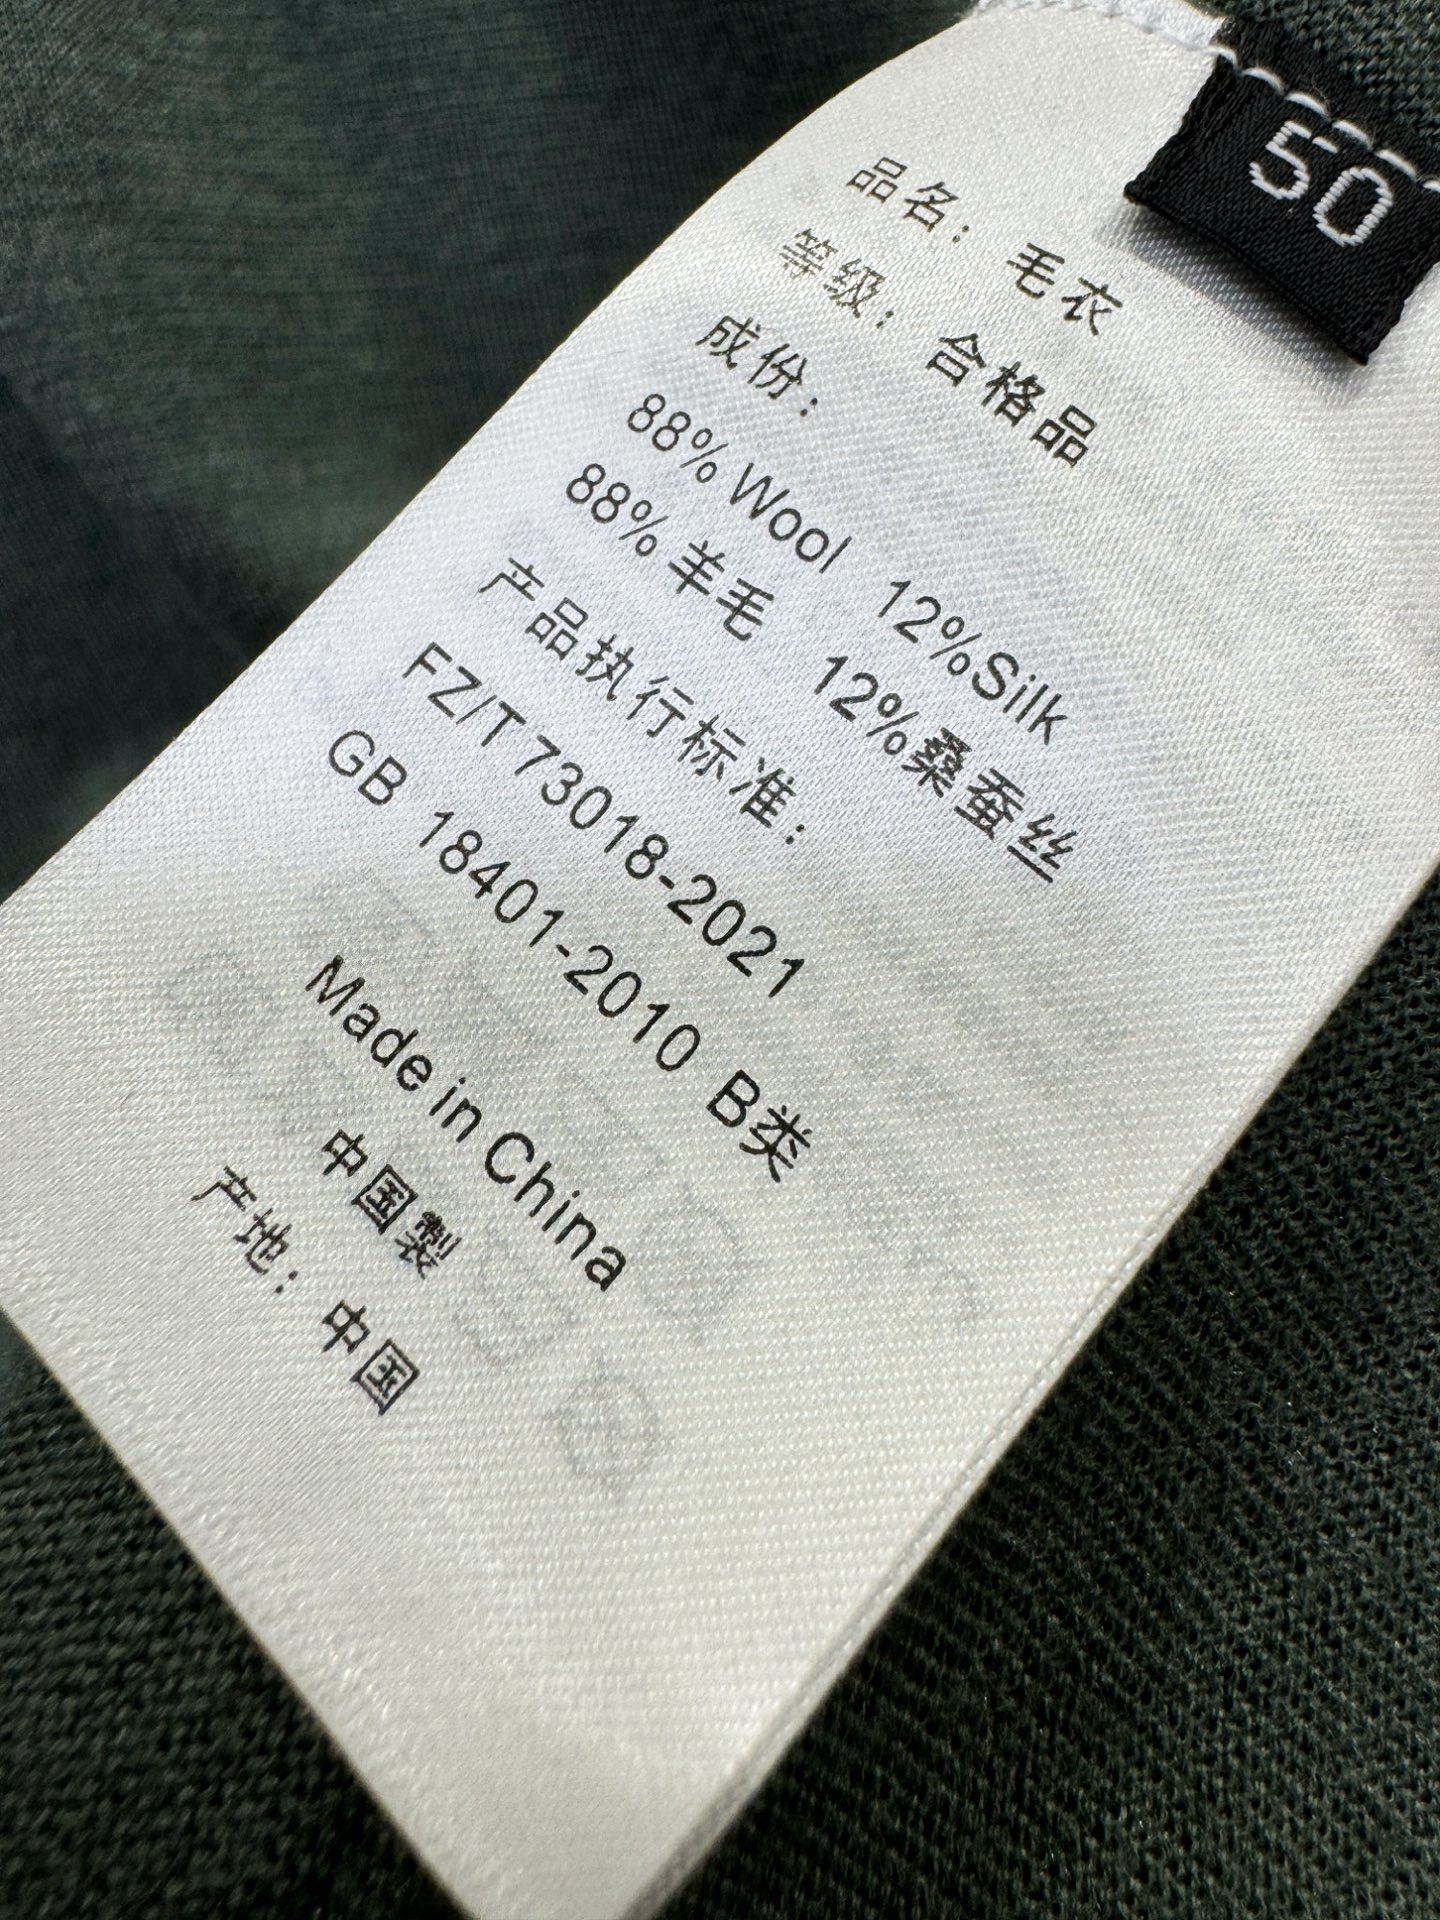 50
品名: 毛衣
等级: 合格品
成份:
88% Wool 12%Silk
88% 羊毛 12%桑蚕丝
产品执行标准:
FZ/T 73018-2021
GB 18401-2010 B类
Made in China
中国製
产地: 中国